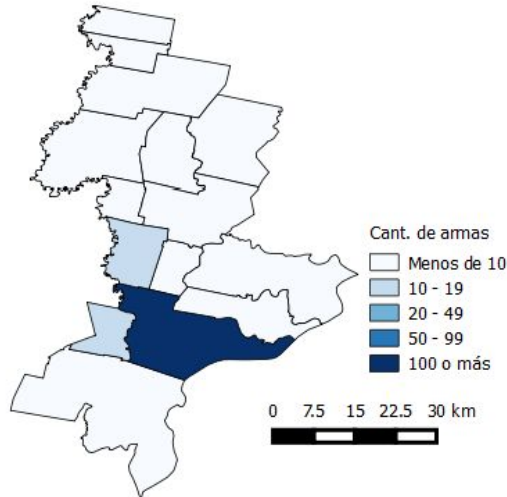 Cant. de armas
Menos de 10
10 - 19
20 - 49
50 - 99
100 o más
0 7.5 15 22.5 30 km